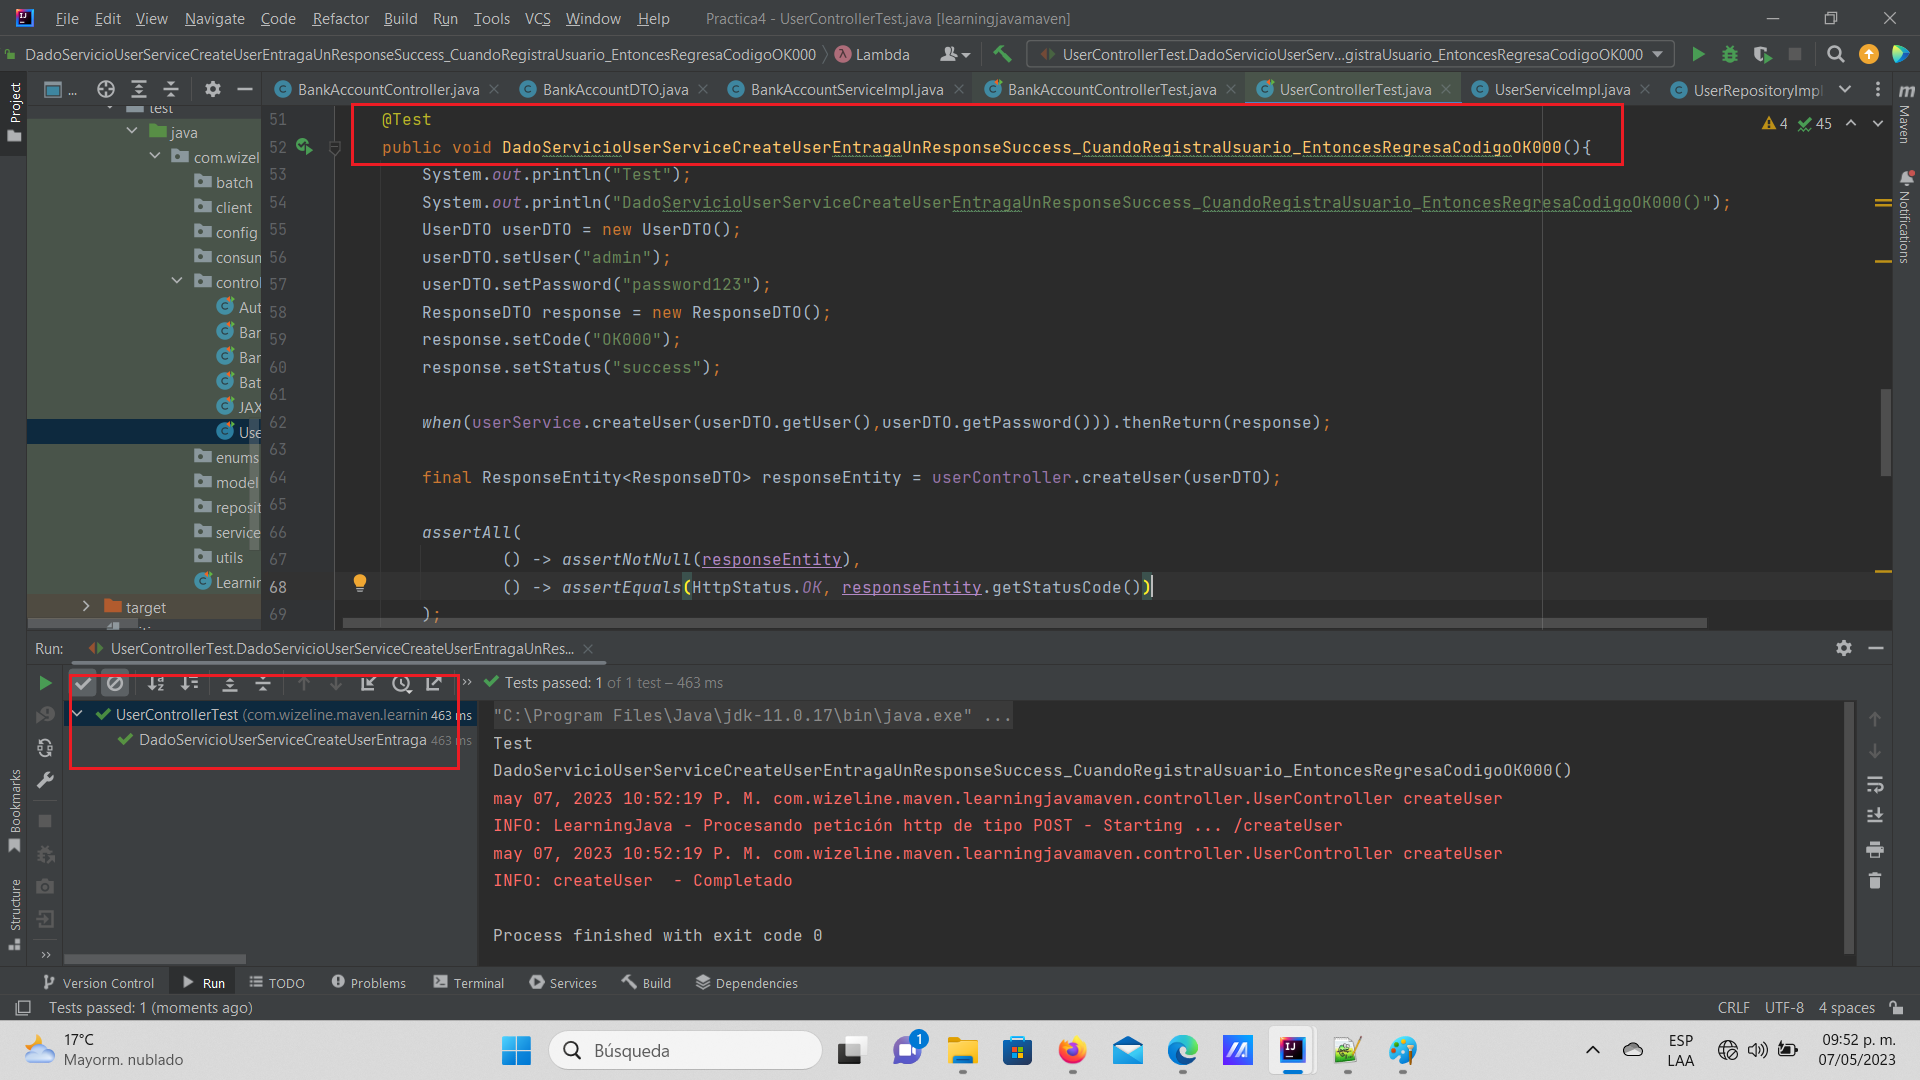 File Edit View Navigate Code Refactor Build Run Tools VCS Window Help Practica4 - UserControllerTest.java [learningjavamaven]
DadoServicioUserServiceCreateUserEntragaUnResponseSuccess_CuandoRegistraUsuario_EntoncesRegresaCodigoOK000 Lambda UserControllerTest.DadoServicioUserServ...gistraUsuario_EntoncesRegresaCodigoOK000
... BankAccountController.java BankAccountDTO.java BankAccountServiceImpl.java BankAccountControllerTest.java UserControllerTest.java UserServiceImpl.java UserRepositoryImpl
Project
test
java
com.wizel
batch
client
config
consun
control
Aut
Ban
Ban
Bat
JAX
Use
enums
model
reposit
service
utils
Learnin
target
4 45
51 @Test
52 public void DadoServicioUserServiceCreateUserEntragaUnResponseSuccess_CuandoRegistraUsuario_EntoncesRegresaCodigoOK000(){
53 System.out.println("Test");
54 System.out.println("DadoServicioUserServiceCreateUserEntragaUnResponseSuccess_CuandoRegistraUsuario_EntoncesRegresaCodigoOK000()");
55 UserDTO userDTO = new UserDTO();
56 userDTO.setUser("admin");
57 userDTO.setPassword("password123");
58 ResponseDTO response = new ResponseDTO();
59 response.setCode("OK000");
60 response.setStatus("success");
61
62 when(userService.createUser(userDTO.getUser(),userDTO.getPassword())).thenReturn(response);
63
64 final ResponseEntity<ResponseDTO> responseEntity = userController.createUser(userDTO);
65
66 assertAll(
67 () -> assertNotNull(responseEntity),
68 () -> assertEquals(HttpStatus.OK, responseEntity.getStatusCode())
69 );
Maven
Notifications
Run: UserControllerTest.DadoServicioUserServiceCreateUserEntragaUnRes...
Tests passed: 1 of 1 test – 463 ms
UserControllerTest (com.wizeline.maven.learnin 463 ms
DadoServicioUserServiceCreateUserEntraga 463 ms
"C:\Program Files\Java\jdk-11.0.17\bin\java.exe" ...
Test
DadoServicioUserServiceCreateUserEntragaUnResponseSuccess_CuandoRegistraUsuario_EntoncesRegresaCodigoOK000()
may 07, 2023 10:52:19 P. M. com.wizeline.maven.learningjavamaven.controller.UserController createUser
INFO: LearningJava - Procesando petición http de tipo POST - Starting ... /createUser
may 07, 2023 10:52:19 P. M. com.wizeline.maven.learningjavamaven.controller.UserController createUser
INFO: createUser - Completado
Process finished with exit code 0
Bookmarks
Structure
Version Control Run TODO Problems Terminal Services Build Dependencies
Tests passed: 1 (moments ago) CRLF UTF-8 4 spaces
17°C
Mayorm. nublado
Búsqueda
1
ESP
LAA
09:52 p. m.
07/05/2023